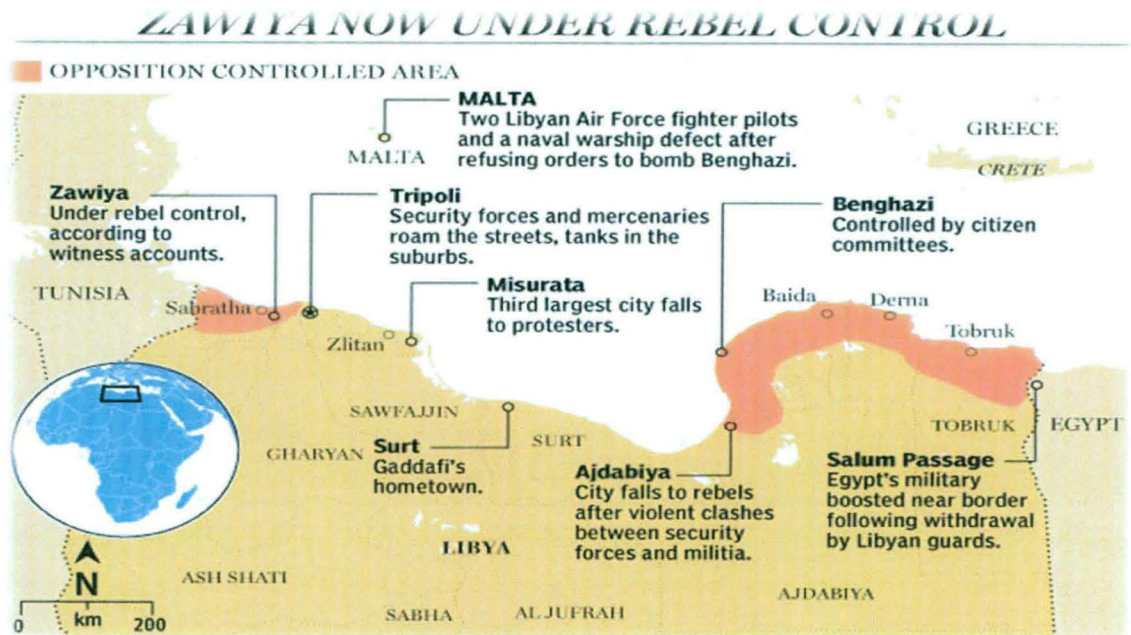 ZAWIYA NOW UNDER REBEL CONTROL
OPPOSITION CONTROLLED AREA
MALTA
Two Libyan Air Force fighter pilots
and a naval warship defect after
refusing orders to bomb Benghazi.
MALTA
GREECE
CRETE
Zawiya
Under rebel control,
according to
witness accounts.
Tripoli
Security forces and mercenaries
roam the streets, tanks in the
suburbs.
Benghazi
Controlled by citizen
committees.
Misurata
Third largest city falls
to protesters.
TUNISIA
Sabratha
Zlitan
Baida
Derna
Tobruk
SAWFAJJIN
GHARYAN
Surt
Gaddafi's
hometown.
SURT
Ajdabiya
City falls to rebels
after violent clashes
between security
forces and militia.
TOBRUK
EGYPT
Salum Passage
Egypt's military
boosted near border
following withdrawal
by Libyan guards.
LIBYA
N
ASH SHATI
SABHA
AL JUFRAH
AJDABIYA
0 km 200